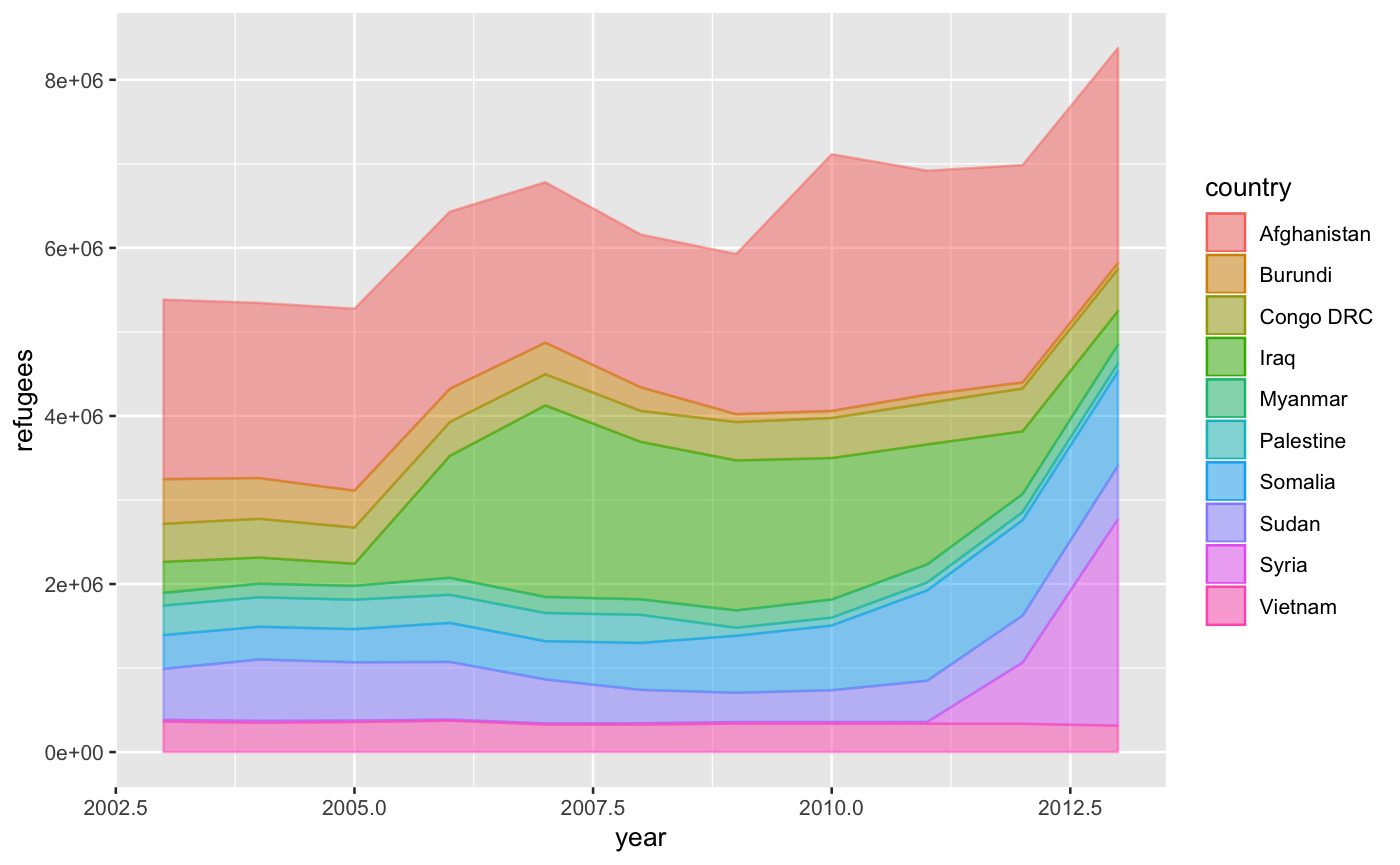 8e+06
6e+06
4e+06
2e+06
0e+00
refugees
2002.5 2005.0 2007.5 2010.0 2012.5
year
country
Afghanistan
Burundi
Congo DRC
Iraq
Myanmar
Palestine
Somalia
Sudan
Syria
Vietnam